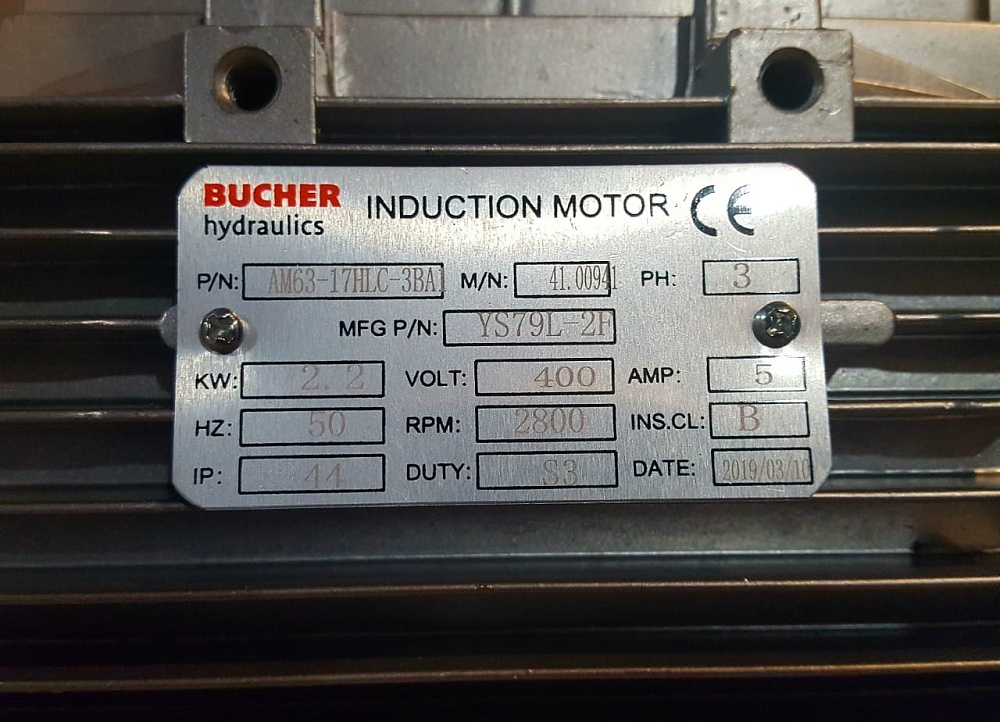 BUCHER
hydraulics
INDUCTION MOTOR CE
P/N: AM63-17HLC-3BA1 M/N: 41.00941 PH: 3
MFG P/N: YS79L-2F
KW: 2.2 VOLT: 400 AMP: 5
HZ: 50 RPM: 2800 INS.CL: B
IP: 44 DUTY: S3 DATE: 2019/03/10